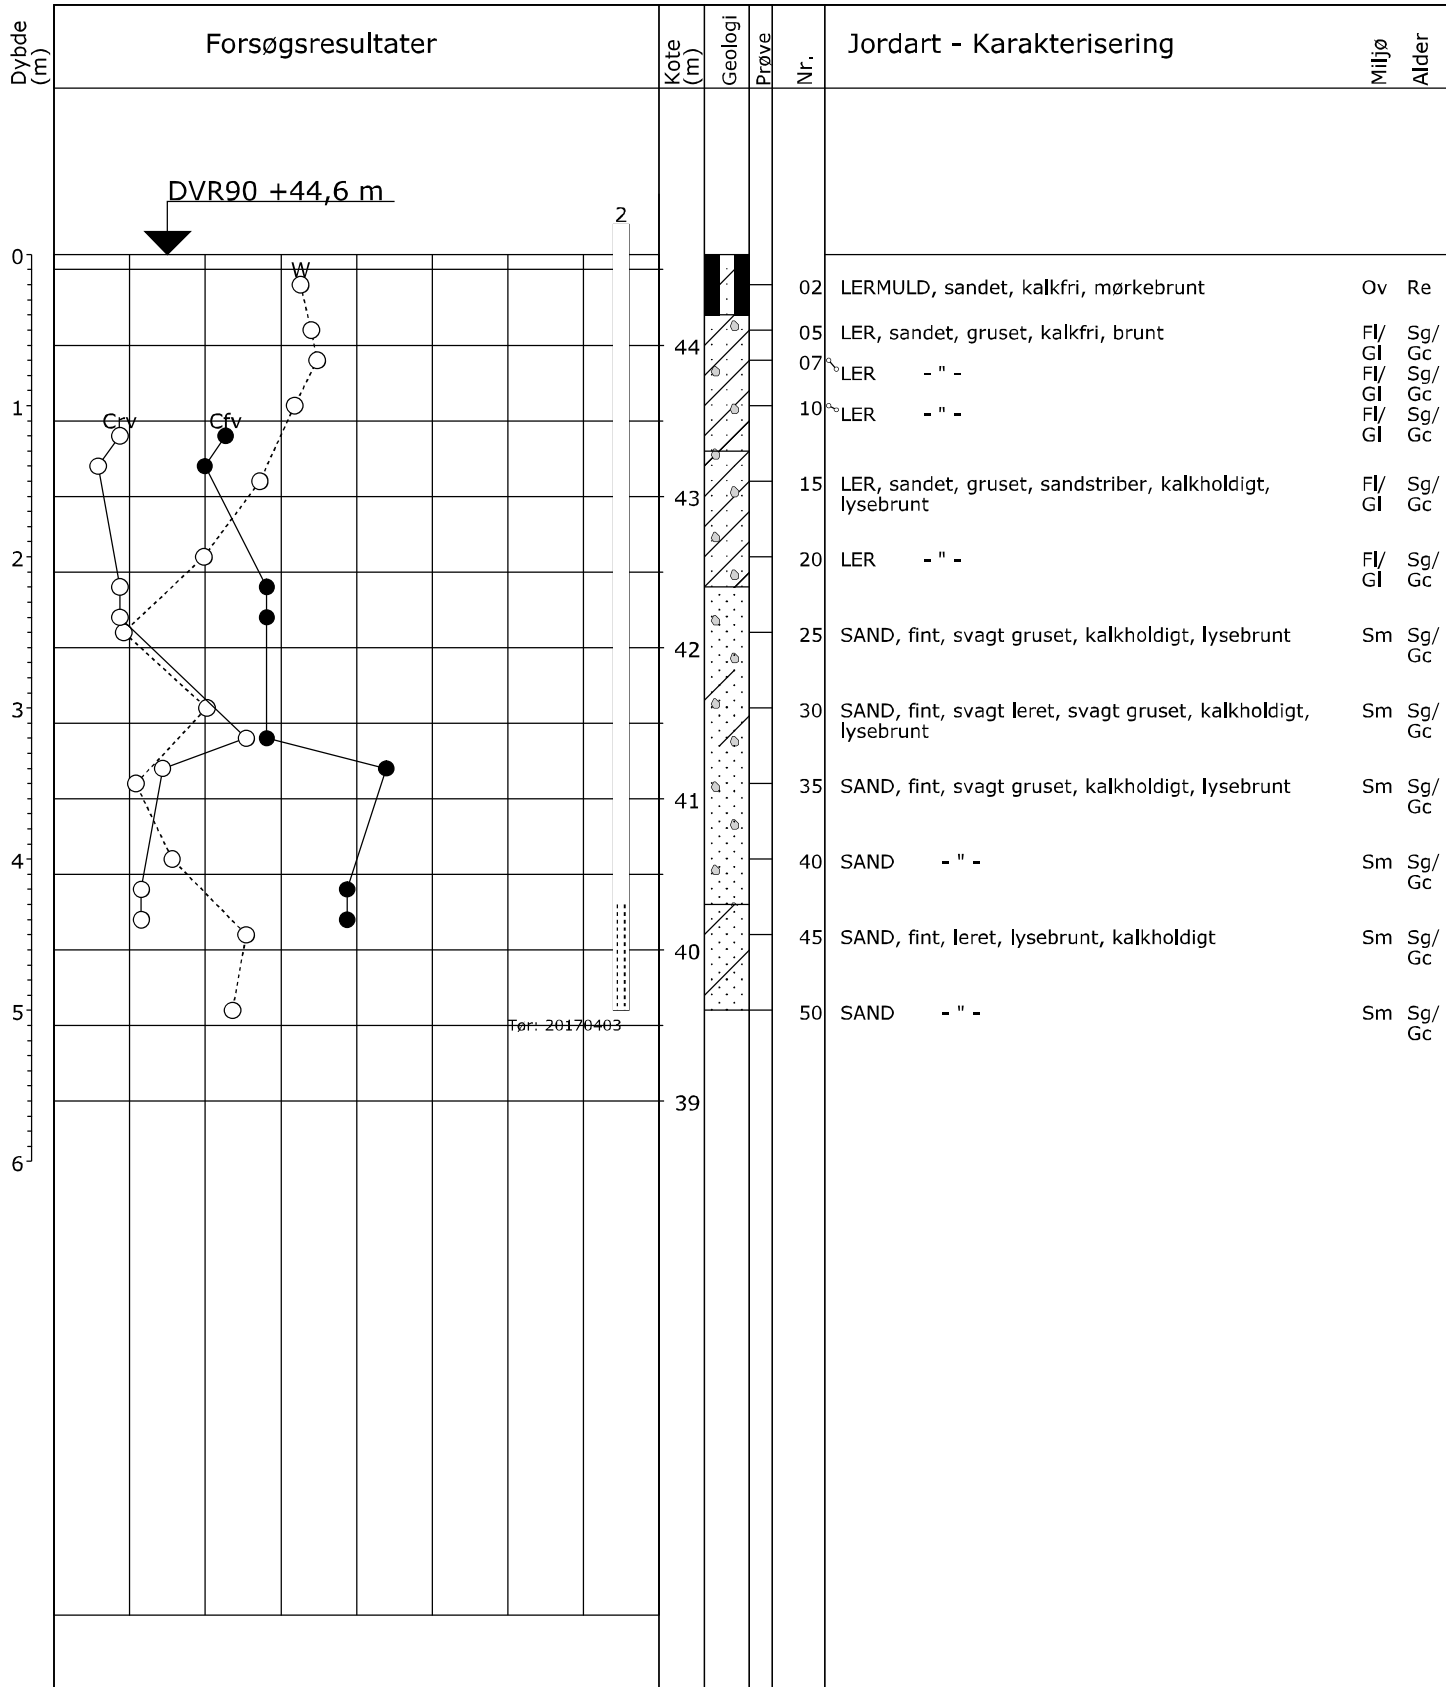 Dybde (m)
Forsøgsresultater
Kote (m)
Geologi
Prøve
Nr.
Jordart - Karakterisering
Miljø
Alder
DVR90 +44,6 m
2
0
W
02 LERMULD, sandet, kalkfri, mørkebrunt Ov Re
05 LER, sandet, gruset, kalkfri, brunt Fl/ Sg/
Gl Gc
44
07 LER - " - Fl/ Sg/
Gl Gc
1
Crv Cfv
10 LER - " - Fl/ Sg/
Gl Gc
15 LER, sandet, gruset, sandstriber, kalkholdigt, Fl/ Sg/
lysebrunt Gl Gc
43
2
20 LER - " - Fl/ Sg/
Gl Gc
25 SAND, fint, svagt gruset, kalkholdigt, lysebrunt Sm Sg/
Gc
42
3
30 SAND, fint, svagt leret, svagt gruset, kalkholdigt, Sm Sg/
lysebrunt Gc
35 SAND, fint, svagt gruset, kalkholdigt, lysebrunt Sm Sg/
Gc
41
4
40 SAND - " - Sm Sg/
Gc
45 SAND, fint, leret, lysebrunt, kalkholdigt Sm Sg/
Gc
40
5
50 SAND - " - Sm Sg/
Gc
Tør: 20170403
39
6